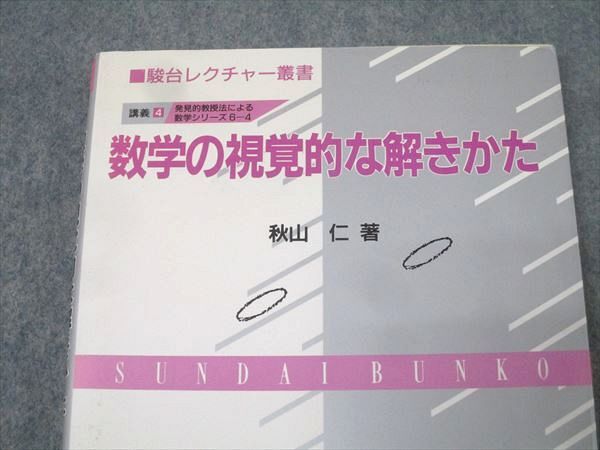 ■駿台レクチャー叢書
講義4
発見的教授法による
数学シリーズ6-4
数学の視覚的な解きかた
秋山 仁 著
SUNDAI BUNKO